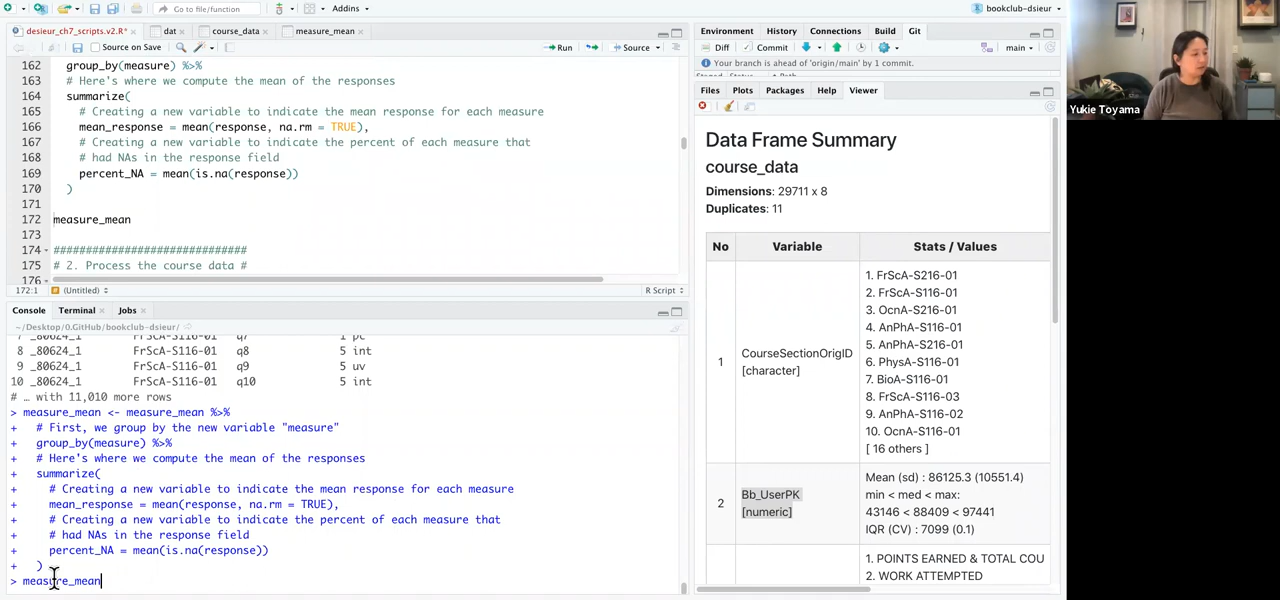 Go to file/function
Addins
bookclub-dsieur
desieur_ch7_scripts.v2.R*
dat
course_data
measure_mean
Source on Save
Run
Source
162 group_by(measure) %>%
163 # Here's where we compute the mean of the responses
164 summarize(
165 # Creating a new variable to indicate the mean response for each measure
166 mean_response = mean(response, na.rm = TRUE),
167 # Creating a new variable to indicate the percent of each measure that
168 # had NAs in the response field
169 percent_NA = mean(is.na(response))
170 )
171
172 measure_mean
173
174 ############################
175 # 2. Process the course data #
176
172:1 (Untitled) R Script
Console Terminal Jobs
~/Desktop/0.GitHub/bookclub-dsieur/
7 _80624_1 FrScA-S116-01 q7 1 pc
8 _80624_1 FrScA-S116-01 q8 5 int
9 _80624_1 FrScA-S116-01 q9 5 uv
10 _80624_1 FrScA-S116-01 q10 5 int
# … with 11,010 more rows
> measure_mean <- measure_mean %>%
+ # First, we group by the new variable "measure"
+ group_by(measure) %>%
+ # Here's where we compute the mean of the responses
+ summarize(
+ # Creating a new variable to indicate the mean response for each measure
+ mean_response = mean(response, na.rm = TRUE),
+ # Creating a new variable to indicate the percent of each measure that
+ # had NAs in the response field
+ percent_NA = mean(is.na(response))
+ )
> measure_mean
Environment History Connections Build Git
Diff Commit main
Your branch is ahead of 'origin/main' by 1 commit.
Files Plots Packages Help Viewer
Data Frame Summary
course_data
Dimensions: 29711 x 8
Duplicates: 11
No Variable Stats / Values
1
CourseSectionOrigID
[character]
1. FrScA-S216-01
2. FrScA-S116-01
3. OcnA-S216-01
4. AnPhA-S116-01
5. AnPhA-S216-01
6. PhysA-S116-01
7. BioA-S116-01
8. FrScA-S116-03
9. AnPhA-S116-02
10. OcnA-S116-01
[ 16 others ]
2
Bb_UserPK
[numeric]
Mean (sd) : 86125.3 (10551.4)
min < med < max:
43146 < 88409 < 97441
IQR (CV) : 7099 (0.1)
1. POINTS EARNED & TOTAL COU
2. WORK ATTEMPTED
Yukie Toyama